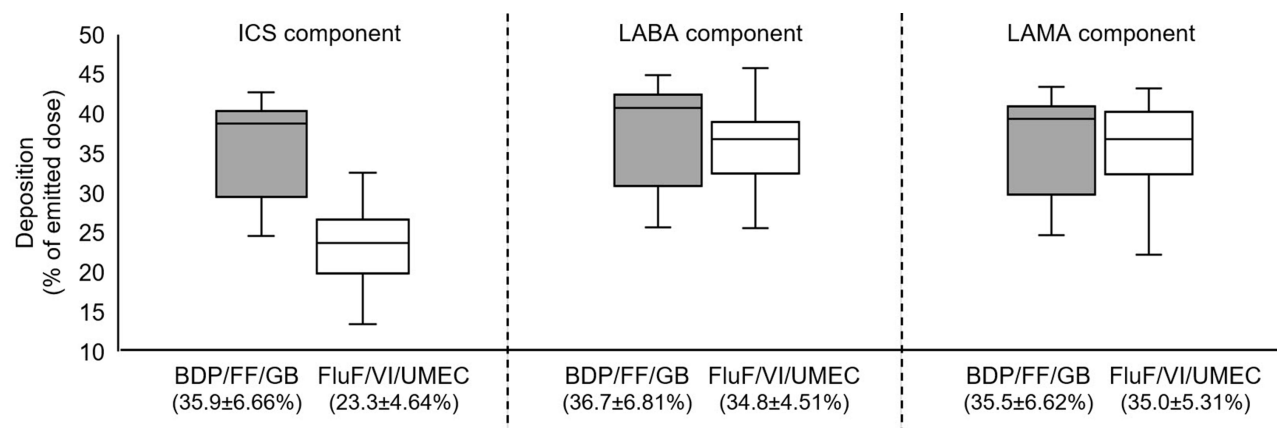 ICS component
LABA component
LAMA component
Deposition
(% of emitted dose)
50
45
40
35
30
25
20
15
10
BDP/FF/GB FluF/VI/UMEC BDP/FF/GB FluF/VI/UMEC BDP/FF/GB FluF/VI/UMEC
(35.9±6.66%) (23.3±4.64%) (36.7±6.81%) (34.8±4.51%) (35.5±6.62%) (35.0±5.31%)